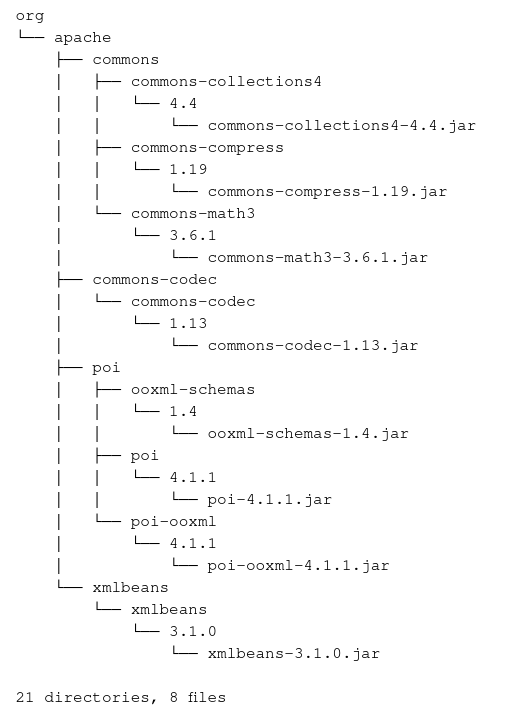 org
└── apache
    ├── commons
    │   ├── commons-collections4
    │   │   └── 4.4
    │   │       └── commons-collections4-4.4.jar
    │   ├── commons-compress
    │   │   └── 1.19
    │   │       └── commons-compress-1.19.jar
    │   └── commons-math3
    │       └── 3.6.1
    │           └── commons-math3-3.6.1.jar
    ├── commons-codec
    │   └── commons-codec
    │       └── 1.13
    │           └── commons-codec-1.13.jar
    ├── poi
    │   ├── ooxml-schemas
    │   │   └── 1.4
    │   │       └── ooxml-schemas-1.4.jar
    │   ├── poi
    │   │   └── 4.1.1
    │   │       └── poi-4.1.1.jar
    │   └── poi-ooxml
    │       └── 4.1.1
    │           └── poi-ooxml-4.1.1.jar
    └── xmlbeans
        └── xmlbeans
            └── 3.1.0
                └── xmlbeans-3.1.0.jar

21 directories, 8 files